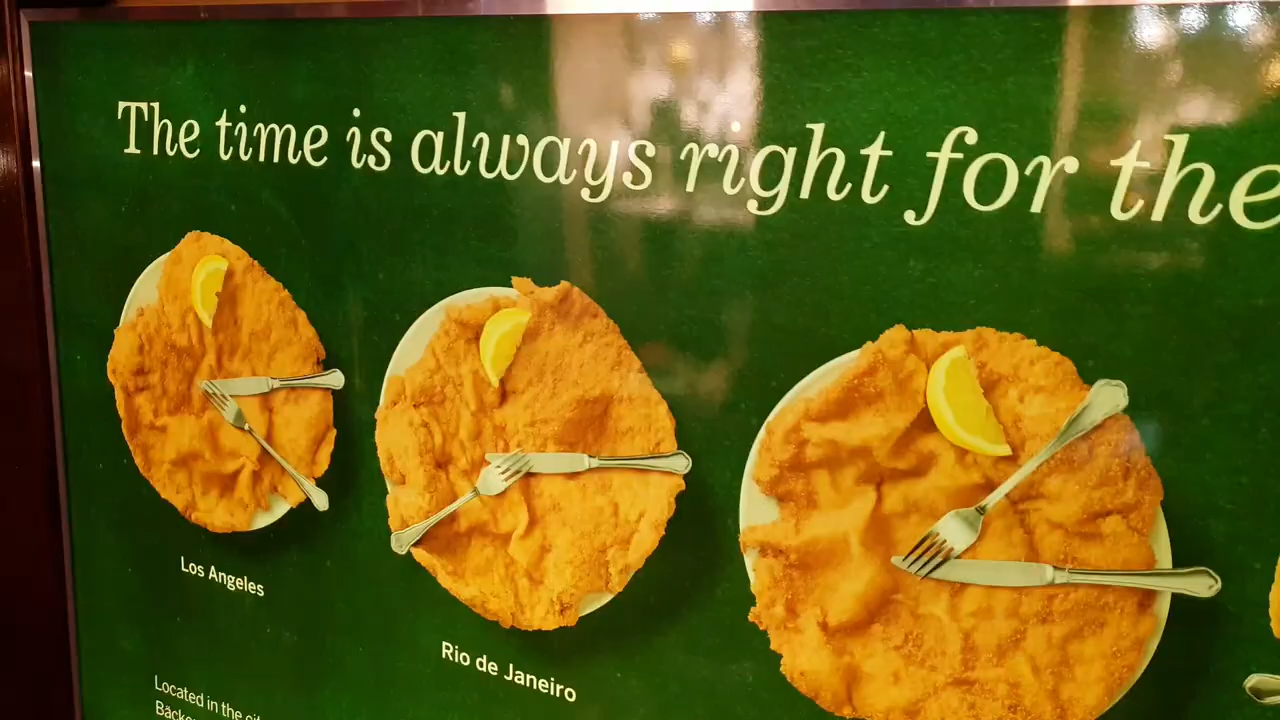 The time is always right for the
Los Angeles
Rio de Janeiro
Located in the